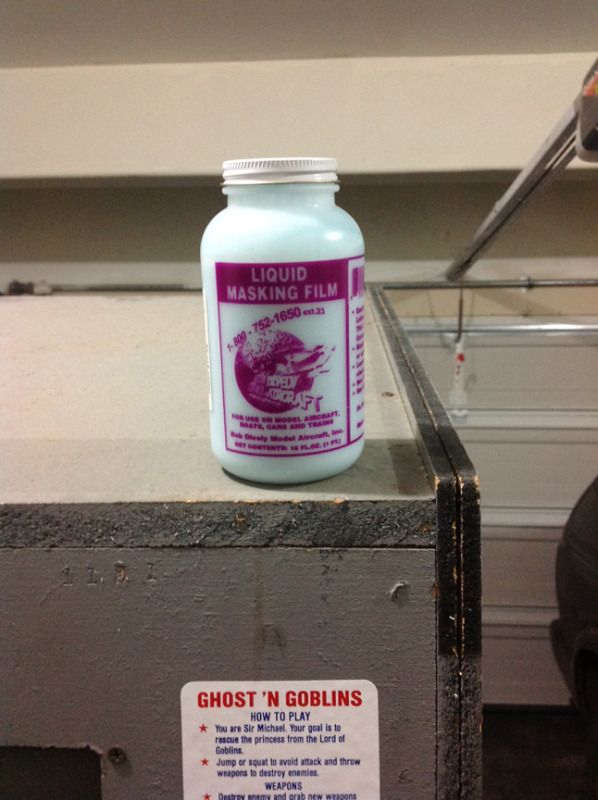 LIQUID
MASKING FILM
1-800-752-1650 ext.23
DIVELY
AIRCRAFT
FOR USE ON MODEL AIRCRAFT,
BOATS, CARS AND TRAINS
Bob Dively Model Aircraft, Inc.
NET CONTENTS: 16 FL.OZ. (1 PT.)
GHOST 'N GOBLINS
HOW TO PLAY
★ You are Sir Michael. Your goal is to
rescue the princess from the Lord of
Goblins.
★ Jump or squat to avoid attack and throw
weapons to destroy enemies.
WEAPONS
★ Destroy enemy and grab new weapons